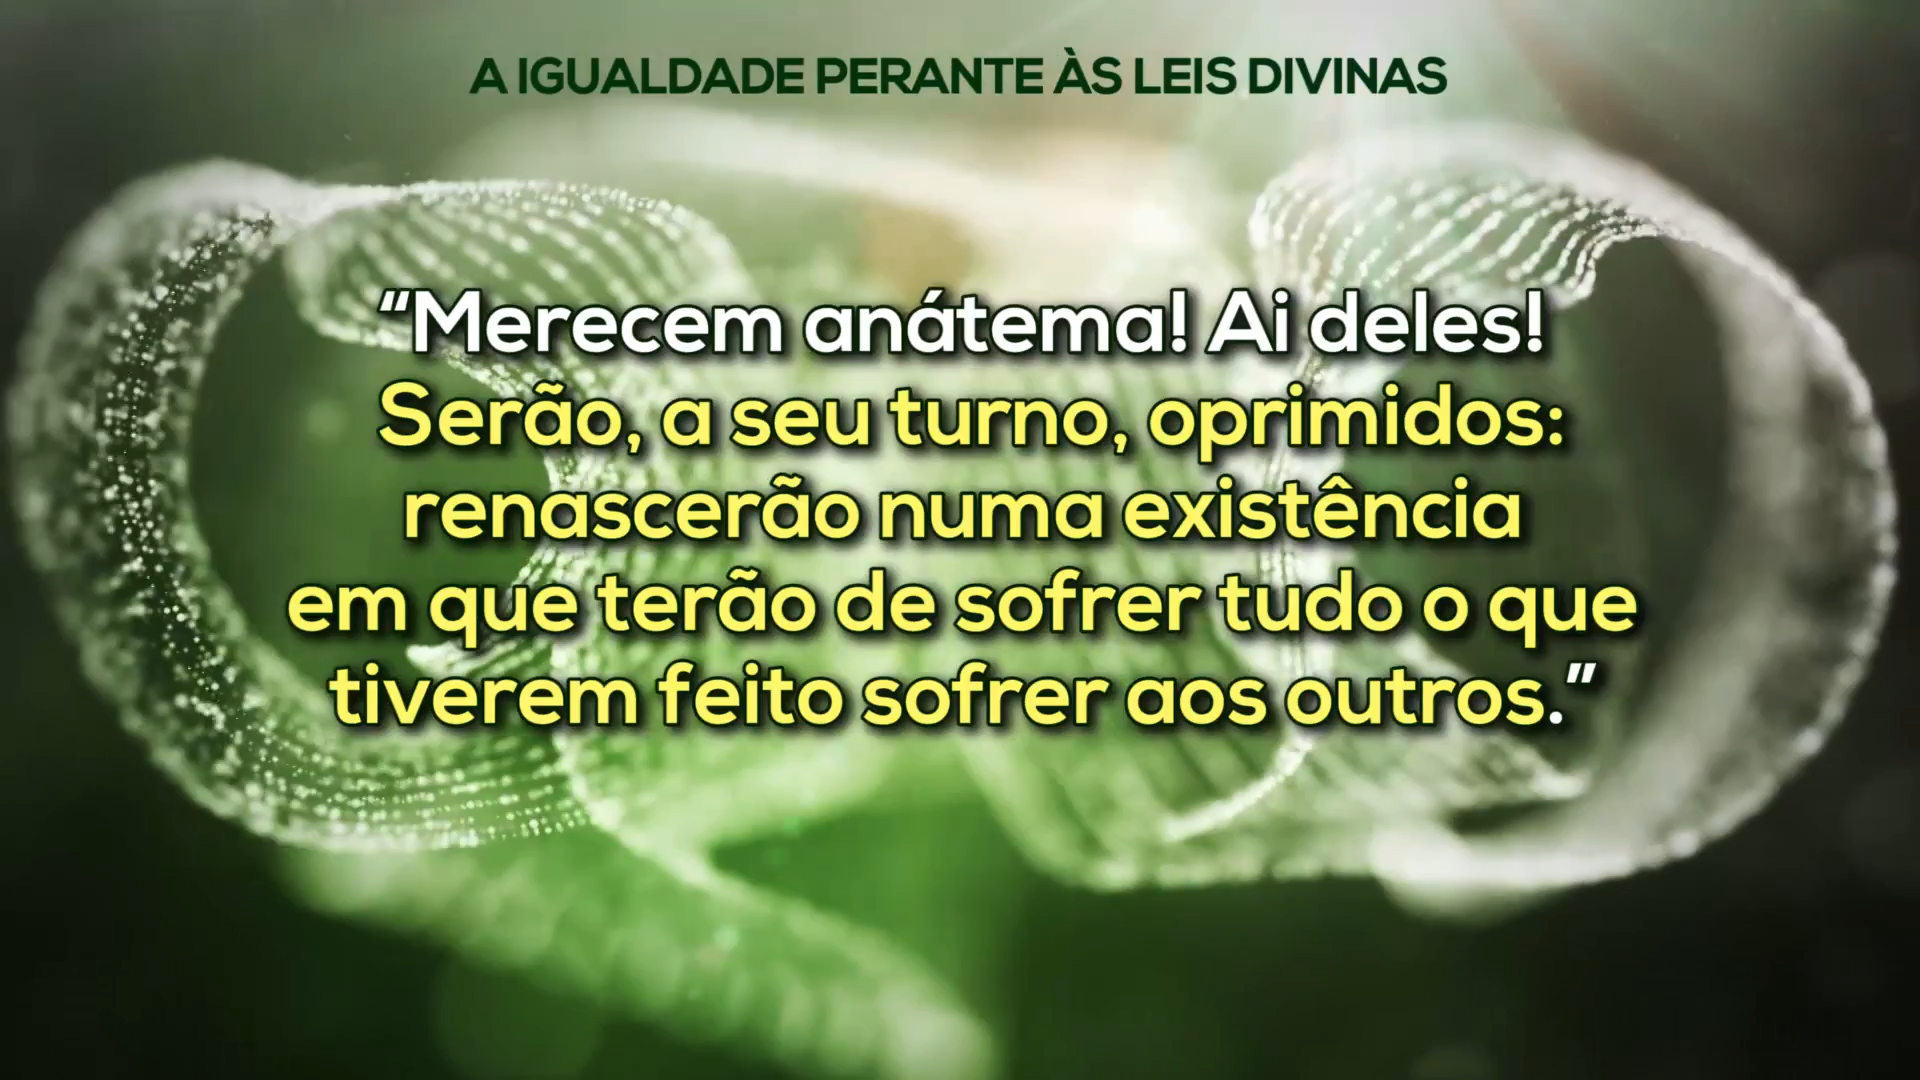 A IGUALDADE PERANTE ÀS LEIS DIVINAS
“Merecem anátema! Ai deles!
Serão, a seu turno, oprimidos:
renascerão numa existência
em que terão de sofrer tudo o que
tiverem feito sofrer aos outros.”